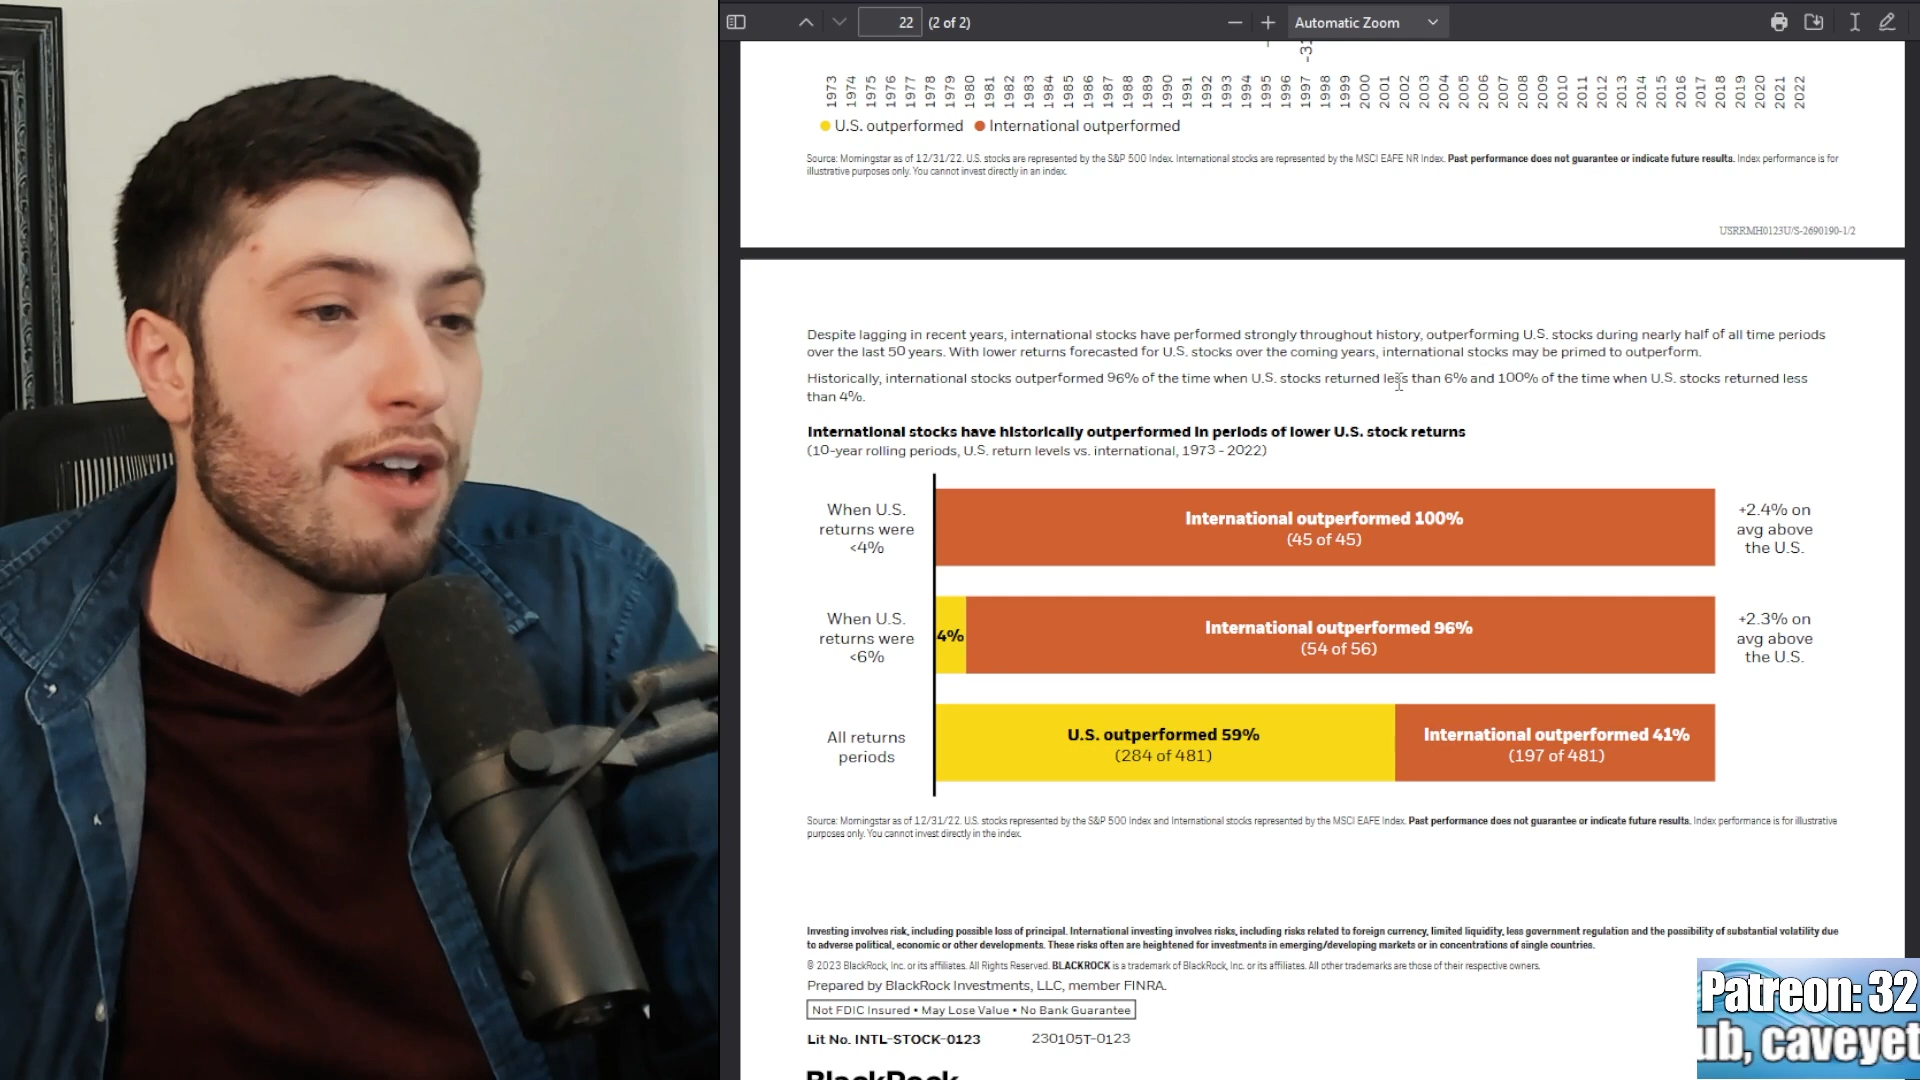 22 (2 of 2) Automatic Zoom
1973 1974 1975 1976 1977 1978 1979 1980 1981 1982 1983 1984 1985 1986 1987 1988 1989 1990 1991 1992 1993 1994 1995 1996 1997 1998 1999 2000 2001 2002 2003 2004 2005 2006 2007 2008 2009 2010 2011 2012 2013 2014 2015 2016 2017 2018 2019 2020 2021 2022
U.S. outperformed International outperformed
Source: Morningstar as of 12/31/22. U.S. stocks are represented by the S&P 500 Index. International stocks are represented by the MSCI EAFE NR Index. Past performance does not guarantee or indicate future results. Index performance is for
illustrative purposes only. You cannot invest directly in an index.
USRRMH0123U/S-2690190-1/2
Despite lagging in recent years, international stocks have performed strongly throughout history, outperforming U.S. stocks during nearly half of all time periods
over the last 50 years. With lower returns forecasted for U.S. stocks over the coming years, international stocks may be primed to outperform.
Historically, international stocks outperformed 96% of the time when U.S. stocks returned less than 6% and 100% of the time when U.S. stocks returned less
than 4%.
International stocks have historically outperformed in periods of lower U.S. stock returns
(10-year rolling periods, U.S. return levels vs. international, 1973 - 2022)
When U.S.
returns were
<4%
International outperformed 100%
(45 of 45)
+2.4% on
avg above
the U.S.
When U.S.
returns were
<6%
4%
International outperformed 96%
(54 of 56)
+2.3% on
avg above
the U.S.
All returns
periods
U.S. outperformed 59%
(284 of 481)
International outperformed 41%
(197 of 481)
Source: Morningstar as of 12/31/22. U.S. stocks represented by the S&P 500 Index and International stocks represented by the MSCI EAFE Index. Past performance does not guarantee or indicate future results. Index performance is for illustrative
purposes only. You cannot invest directly in the index.
Investing involves risk, including possible loss of principal. International investing involves risks, including risks related to foreign currency, limited liquidity, less government regulation and the possibility of substantial volatility due
to adverse political, economic or other developments. These risks often are heightened for investments in emerging/developing markets or in concentrations of single countries.
© 2023 BlackRock, Inc. or its affiliates. All Rights Reserved. BLACKROCK is a trademark of BlackRock, Inc. or its affiliates. All other trademarks are those of their respective owners.
Prepared by BlackRock Investments, LLC, member FINRA.
Not FDIC Insured • May Lose Value • No Bank Guarantee
Lit No. INTL-STOCK-0123 230105T-0123
BlackRock
Patreon: 32
ub, caveyet